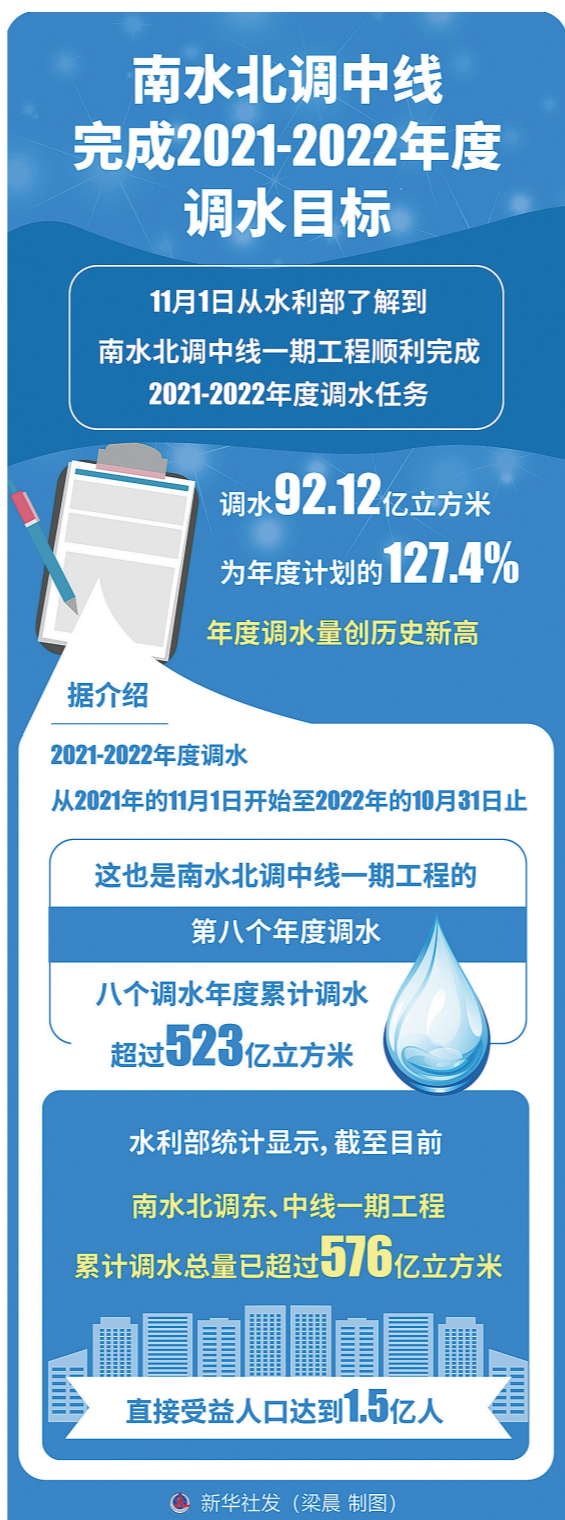 南水北调中线
完成2021-2022年度
调水目标
11月1日从水利部了解到
南水北调中线一期工程顺利完成
2021-2022年度调水任务
调水92.12亿立方米
为年度计划的127.4%
年度调水量创历史新高
据介绍
2021-2022年度调水
从2021年的11月1日开始至2022年的10月31日止
这也是南水北调中线一期工程的
第八个年度调水
八个调水年度累计调水
超过523亿立方米
水利部统计显示,截至目前
南水北调东、中线一期工程
累计调水总量已超过576亿立方米
直接受益人口达到1.5亿人
新华社发（梁晨 制图）